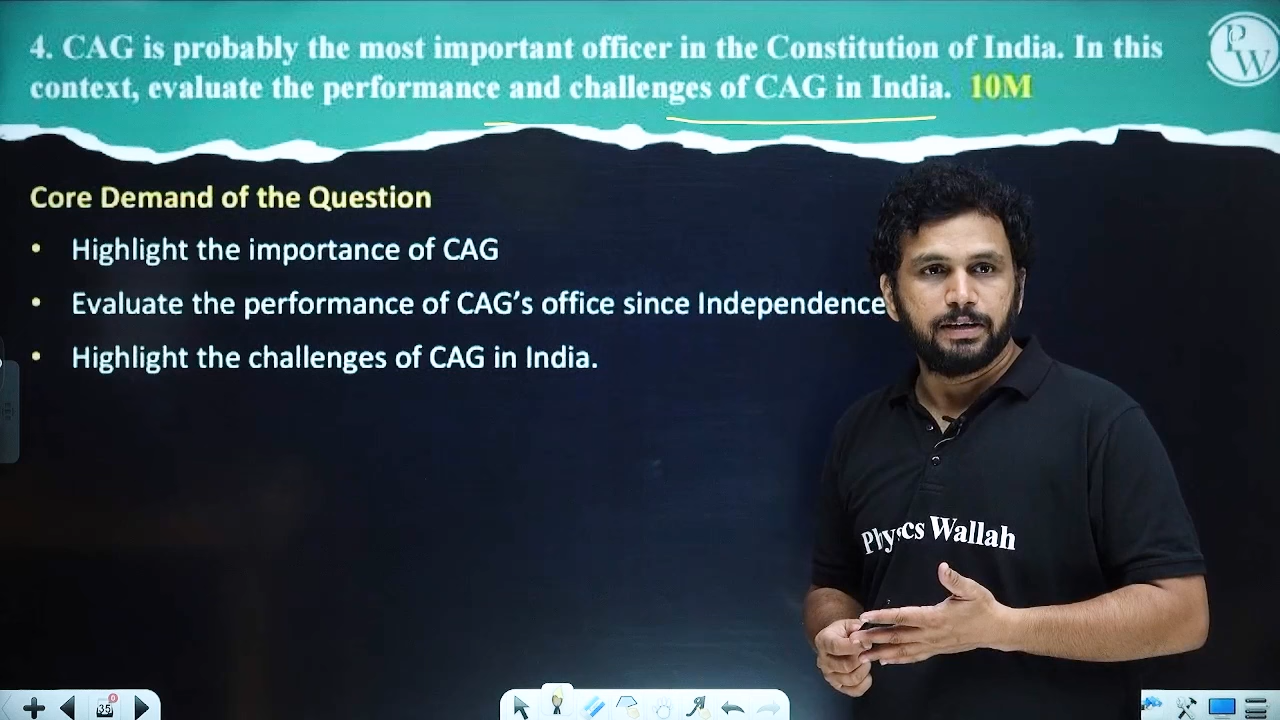 4. CAG is probably the most important officer in the Constitution of India. In this
context, evaluate the performance and challenges of CAG in India. 10M
P
W
Core Demand of the Question
• Highlight the importance of CAG
• Evaluate the performance of CAG's office since Independence
• Highlight the challenges of CAG in India.
Physics Wallah
35
0